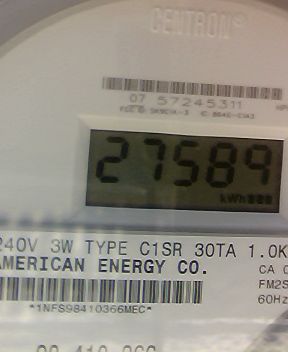 CENTRON®
07 57245311
27589
kWh
240V 3W TYPE C1SR 30TA 1.0K
AMERICAN ENERGY CO.
CA
FM2S
60Hz
*1NFS98410366MEC*